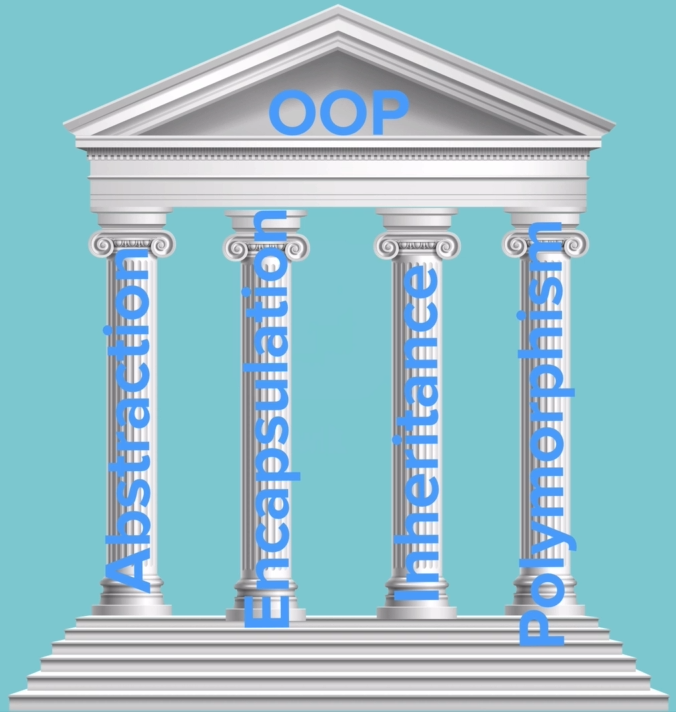 OOP
Abstraction
Encapsulation
Inheritance
Polymorphism